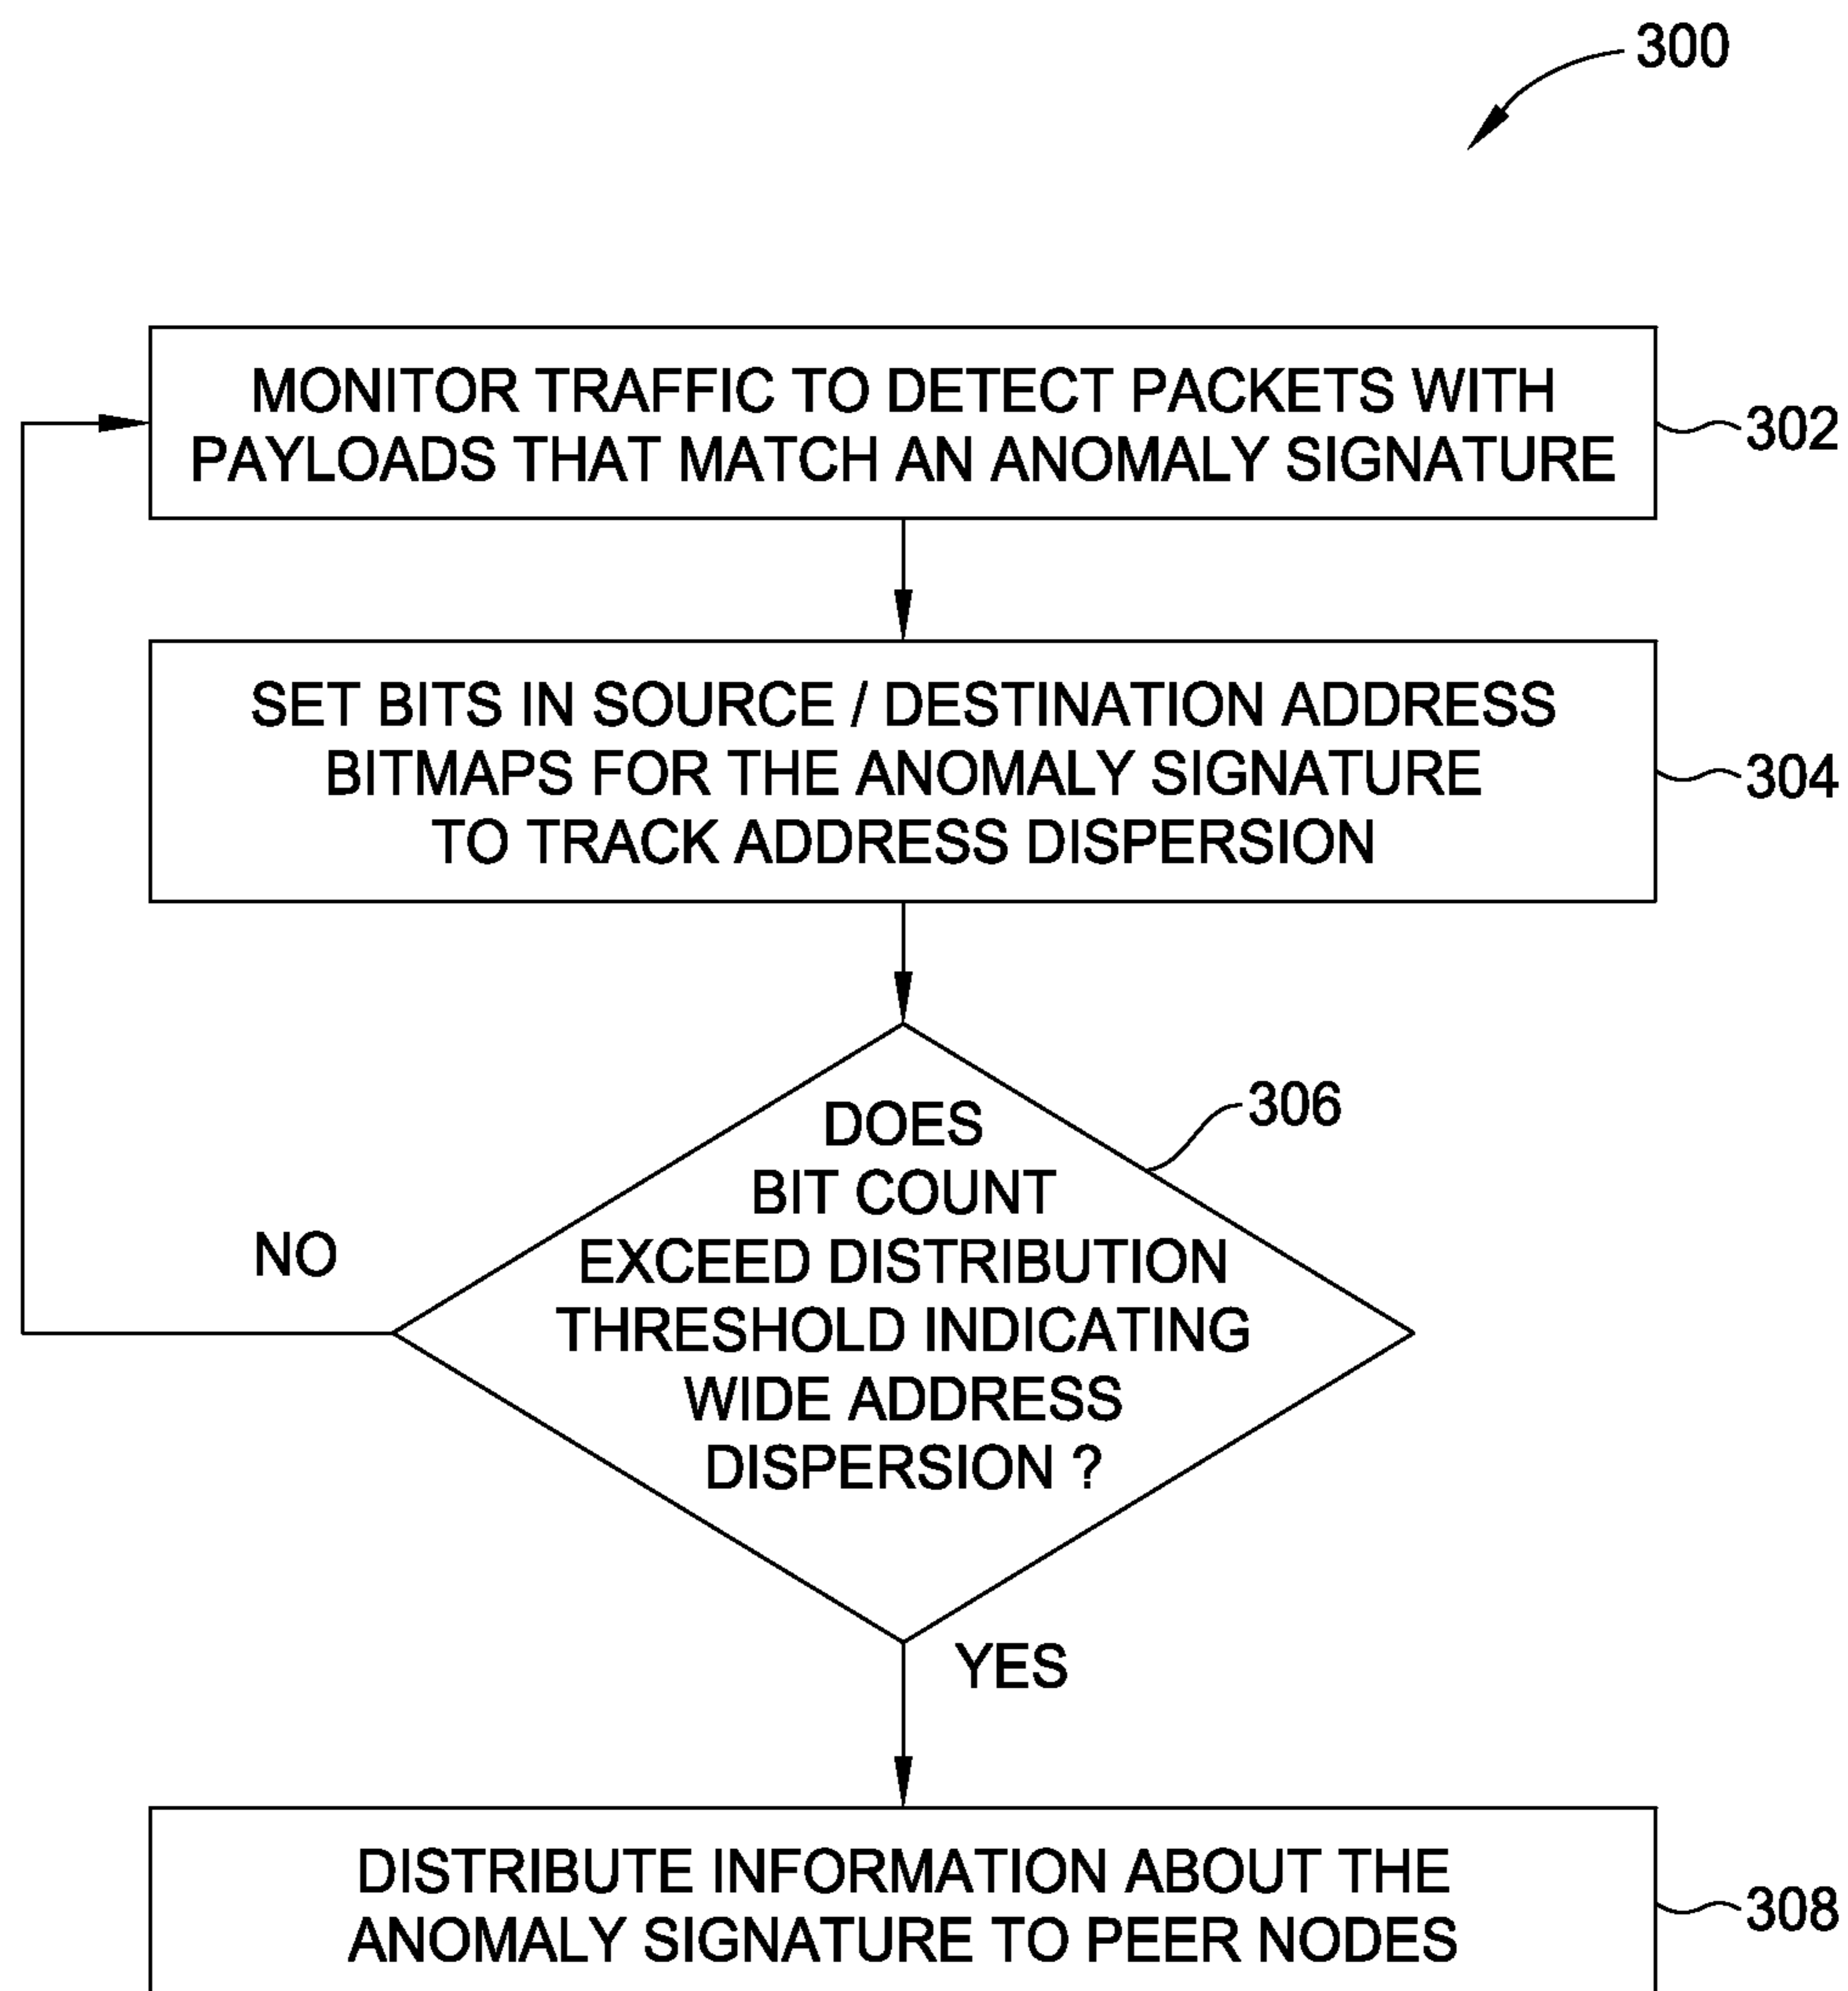 300
MONITOR TRAFFIC TO DETECT PACKETS WITH
PAYLOADS THAT MATCH AN ANOMALY SIGNATURE
302
SET BITS IN SOURCE / DESTINATION ADDRESS
BITMAPS FOR THE ANOMALY SIGNATURE
TO TRACK ADDRESS DISPERSION
304
DOES
BIT COUNT
EXCEED DISTRIBUTION
THRESHOLD INDICATING
WIDE ADDRESS
DISPERSION ?
306
NO
YES
DISTRIBUTE INFORMATION ABOUT THE
ANOMALY SIGNATURE TO PEER NODES
308